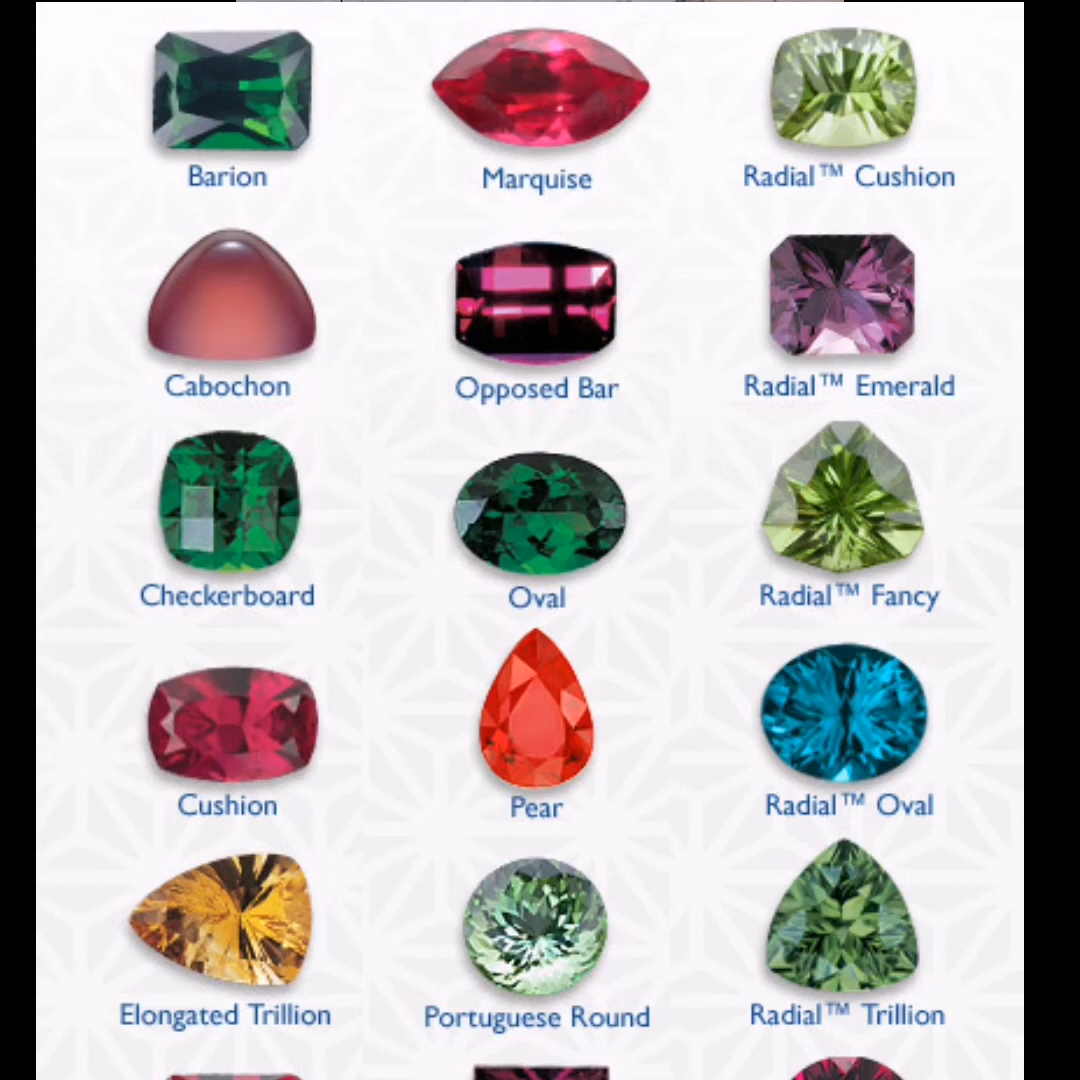 Barion
Marquise
Radial™ Cushion
Cabochon
Opposed Bar
Radial™ Emerald
Checkerboard
Oval
Radial™ Fancy
Cushion
Pear
Radial™ Oval
Elongated Trillion
Portuguese Round
Radial™ Trillion